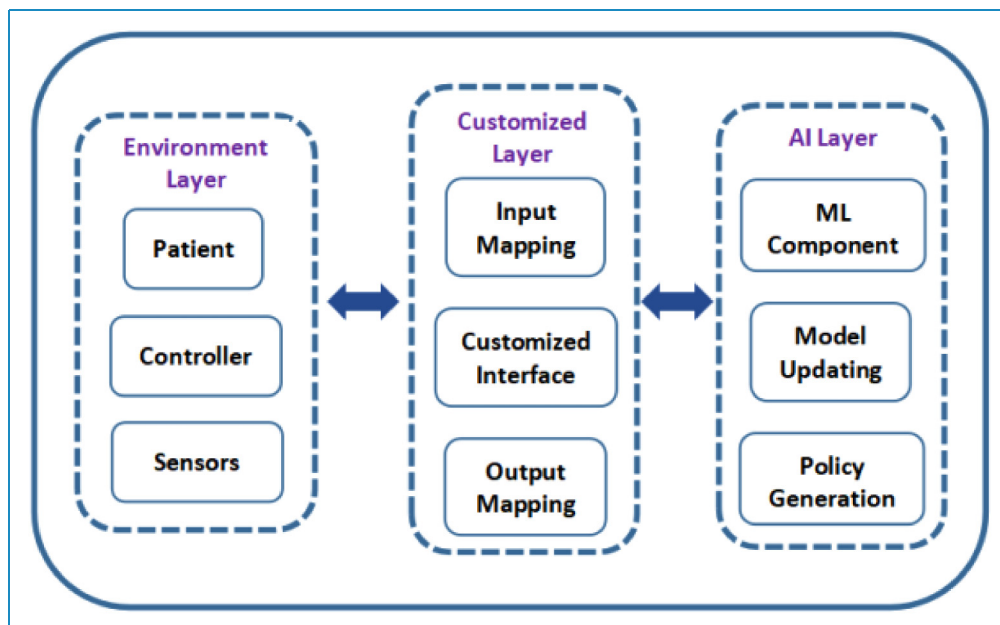 Environment
Layer
Patient
Controller
Sensors
Customized
Layer
Input
Mapping
Customized
Interface
Output
Mapping
AI Layer
ML
Component
Model
Updating
Policy
Generation